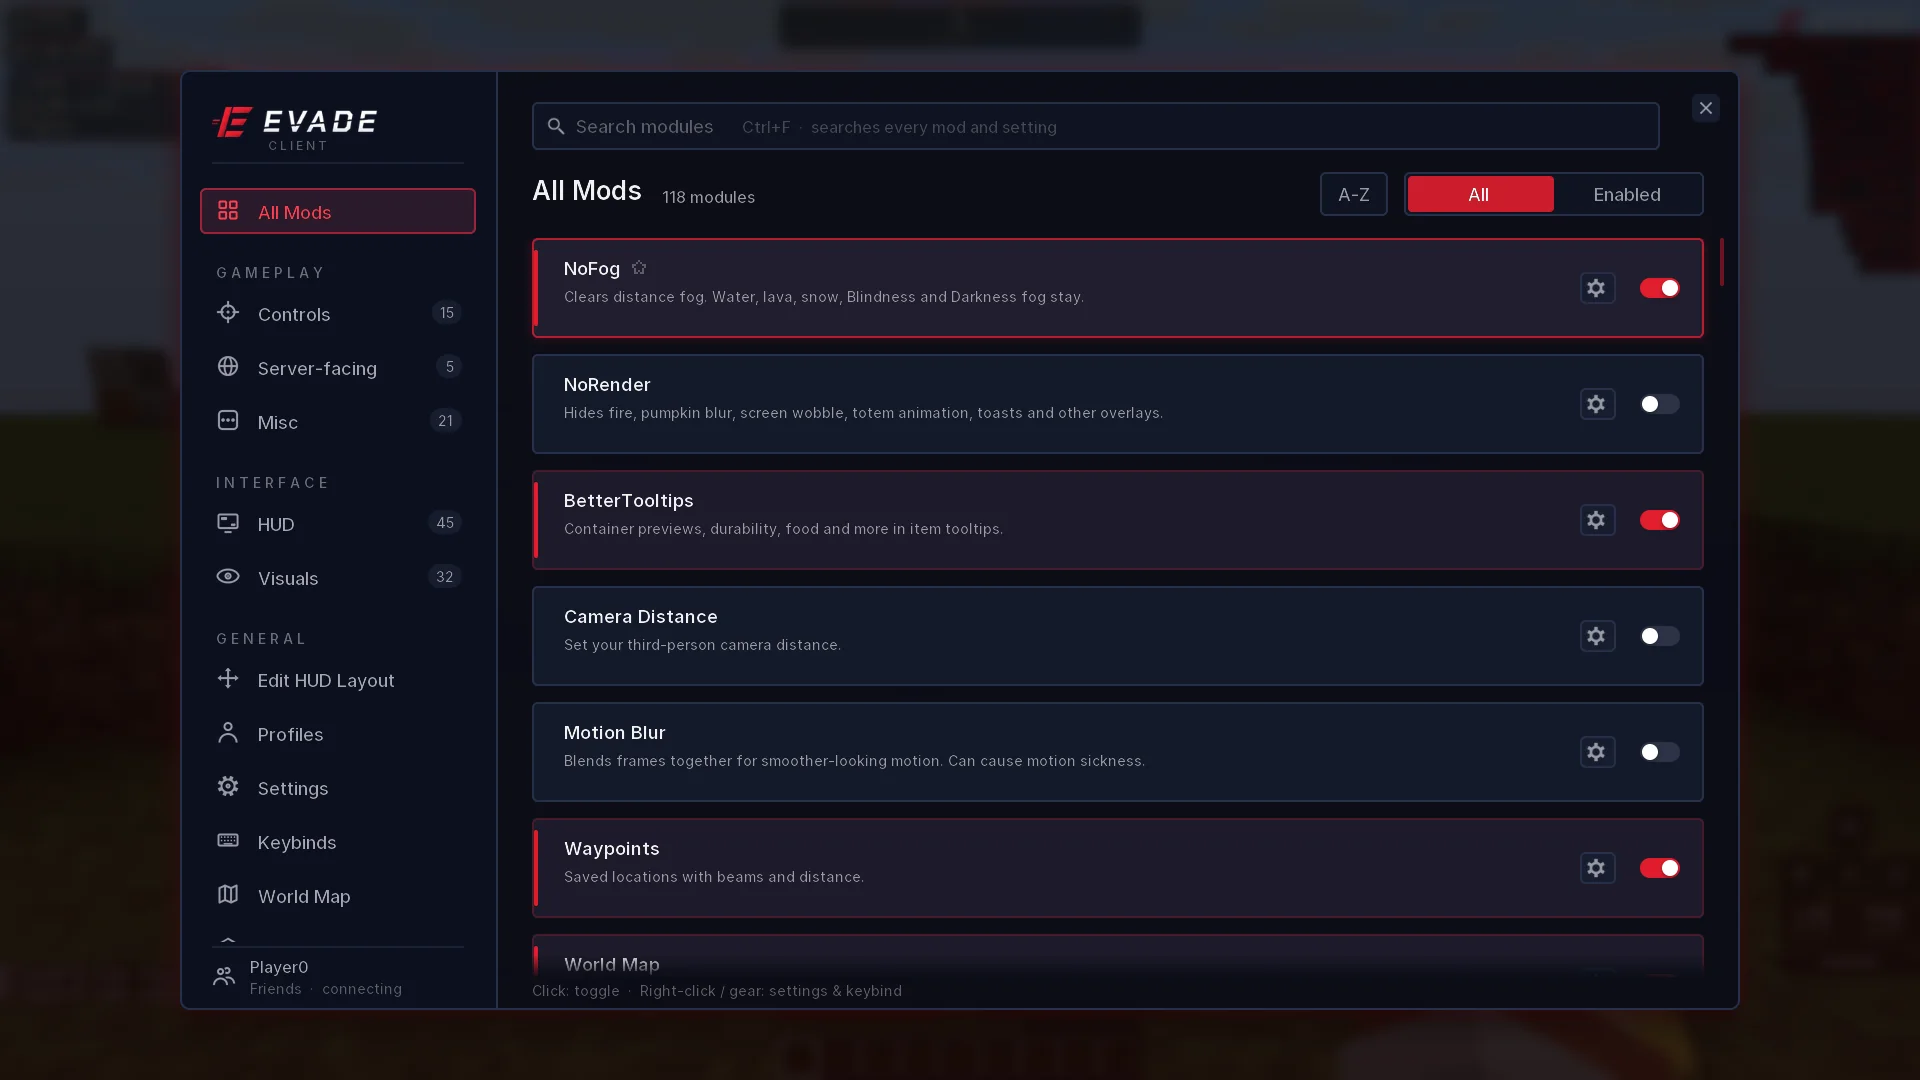 EVADE
CLIENT
All Mods
GAMEPLAY
Controls 15
Server-facing 5
Misc 21
INTERFACE
HUD 45
Visuals 32
GENERAL
Edit HUD Layout
Profiles
Settings
Keybinds
World Map
Player0
Friends · connecting
Search modules Ctrl+F · searches every mod and setting
All Mods 118 modules
A-Z All Enabled
NoFog
Clears distance fog. Water, lava, snow, Blindness and Darkness fog stay.
NoRender
Hides fire, pumpkin blur, screen wobble, totem animation, toasts and other overlays.
BetterTooltips
Container previews, durability, food and more in item tooltips.
Camera Distance
Set your third-person camera distance.
Motion Blur
Blends frames together for smoother-looking motion. Can cause motion sickness.
Waypoints
Saved locations with beams and distance.
World Map
Click: toggle · Right-click / gear: settings & keybind